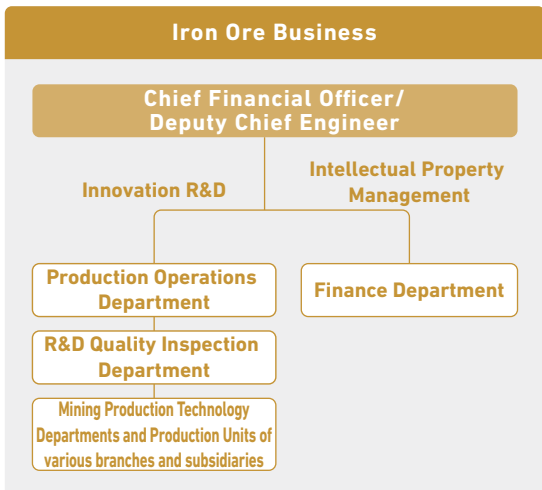 Iron Ore Business
Chief Financial Officer/
Deputy Chief Engineer
Innovation R&D
Intellectual Property
Management
Production Operations
Department
Finance Department
R&D Quality Inspection
Department
Mining Production Technology
Departments and Production Units of
various branches and subsidiaries